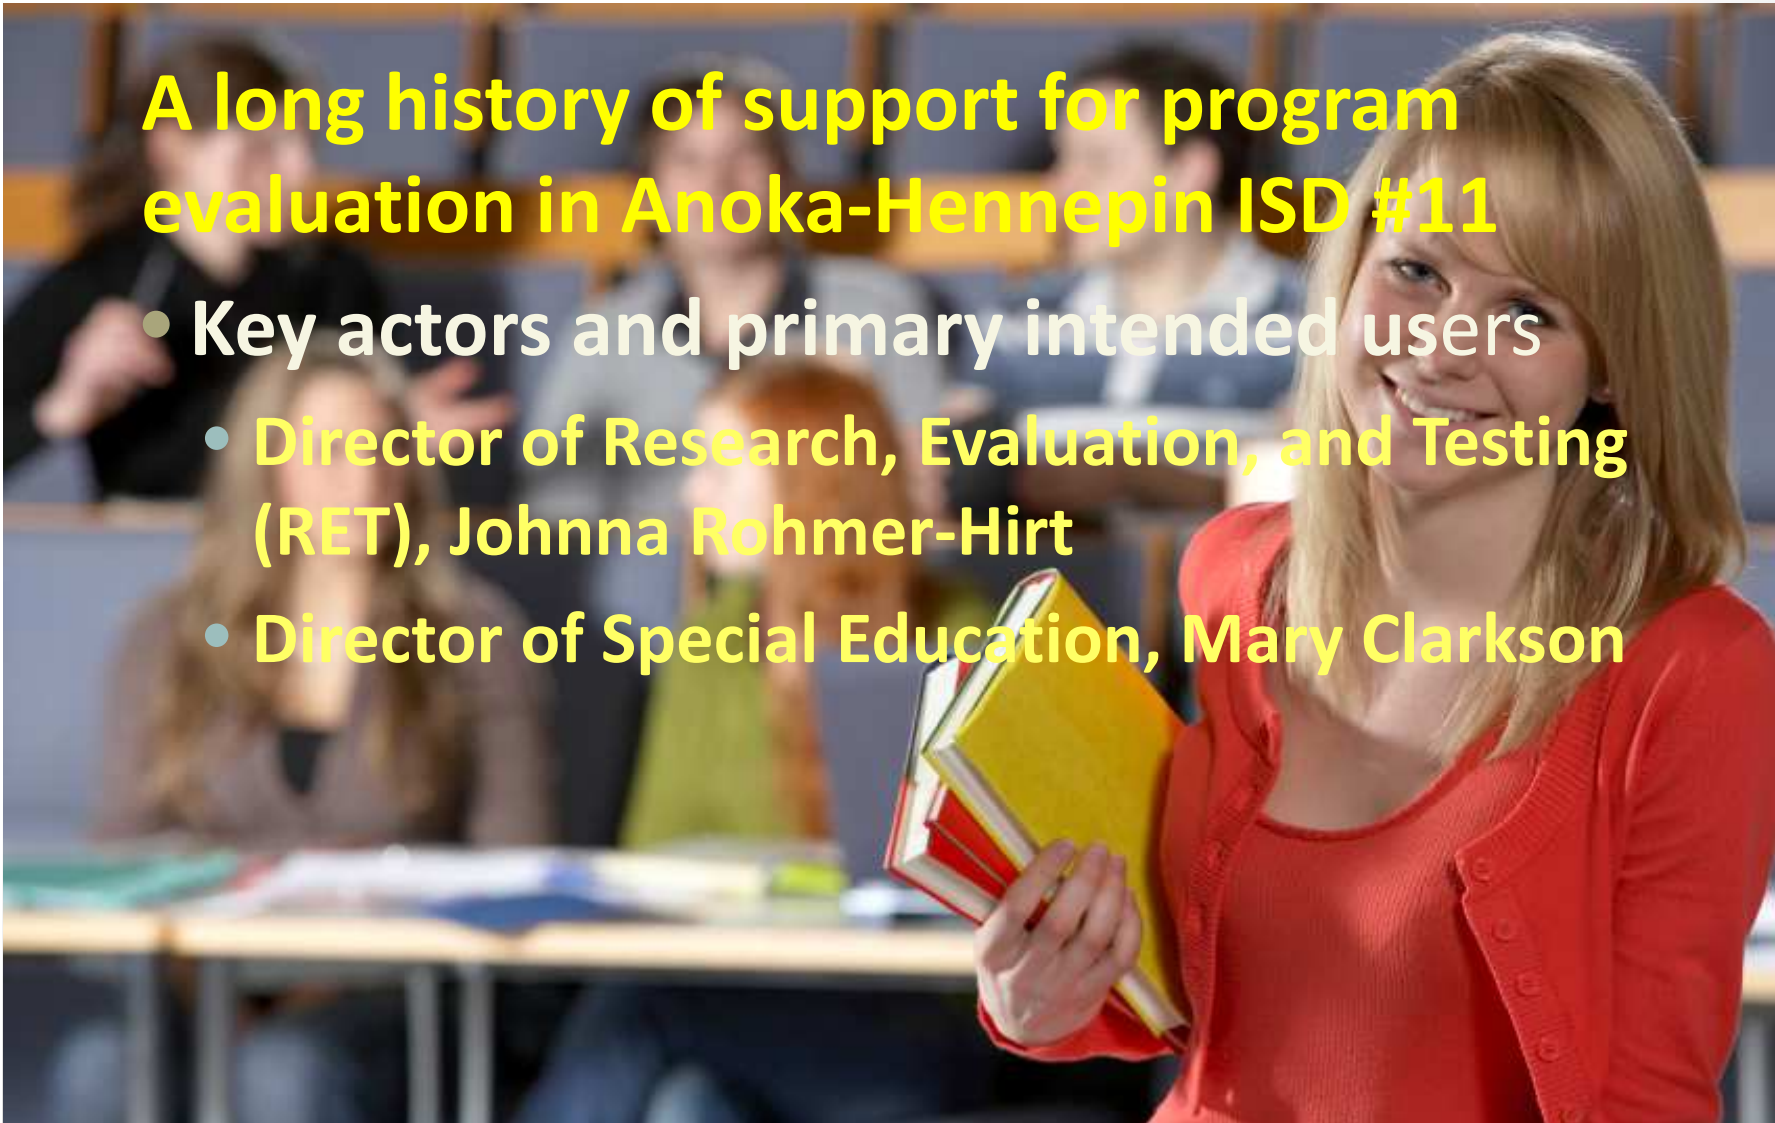 A long history of support for program
evaluation in Anoka-Hennepin ISD #11
• Key actors and primary intended users
• Director of Research, Evaluation, and Testing
(RET), Johnna Rohmer-Hirt
• Director of Special Education, Mary Clarkson